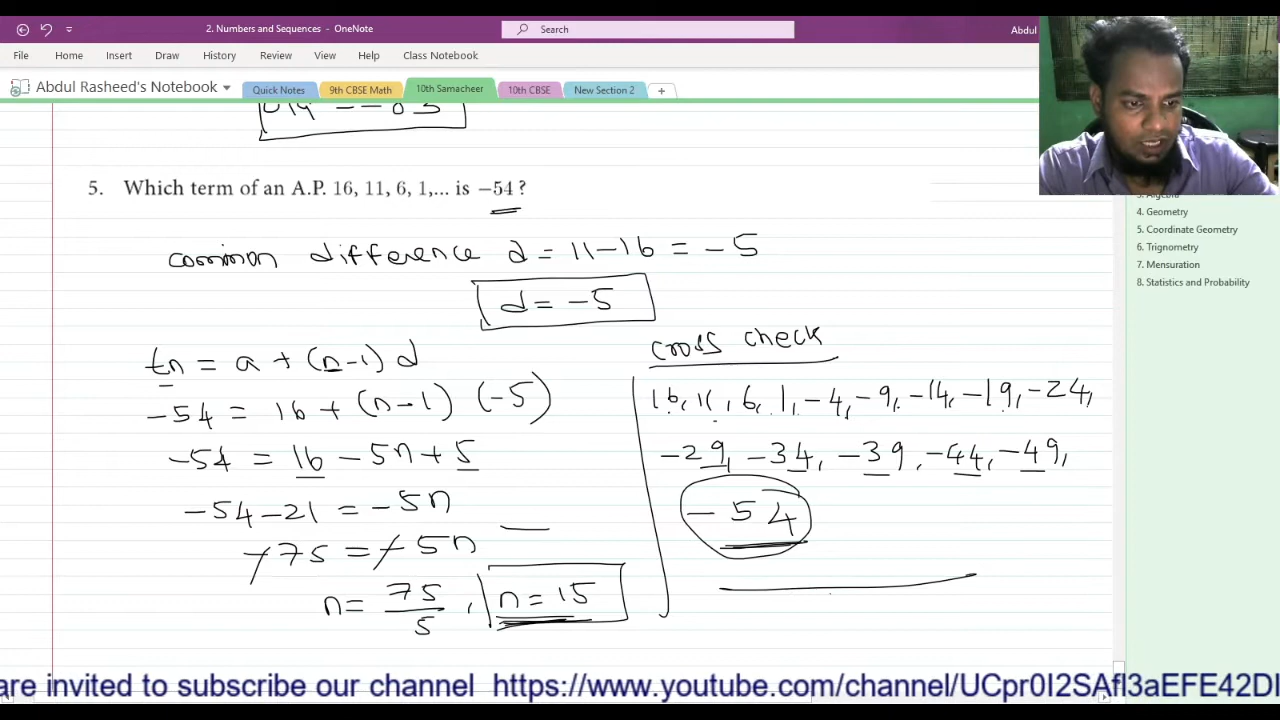 2. Numbers and Sequences - OneNote
Search
Abdul
File Home Insert History Review View Help Class Notebook
Abdul Rasheed's Notebook
Quick Notes 9th CBSE Math 10th Samacheer 10th CBSE New Section 2 +
5. Which term of an A.P. 16, 11, 6, 1,... is −54 ?
common difference d = 11-16 = -5
d = -5
tn = a + (n-1) d
-54 = 16 + (n-1) (-5)
-54 = 16 - 5n + 5
-54-21 = -5n
-75 = -5n
n = 75/5, n = 15
cross check
16, 11, 6, 1, -4, -9, -14, -19, -24,
-29, -34, -39, -44, -49,
-54
3. Algebra
4. Geometry
5. Coordinate Geometry
6. Trignometry
7. Mensuration
8. Statistics and Probability
are invited to subscribe our channel https://www.youtube.com/channel/UCpr0I2SAfI3aEFE42DI